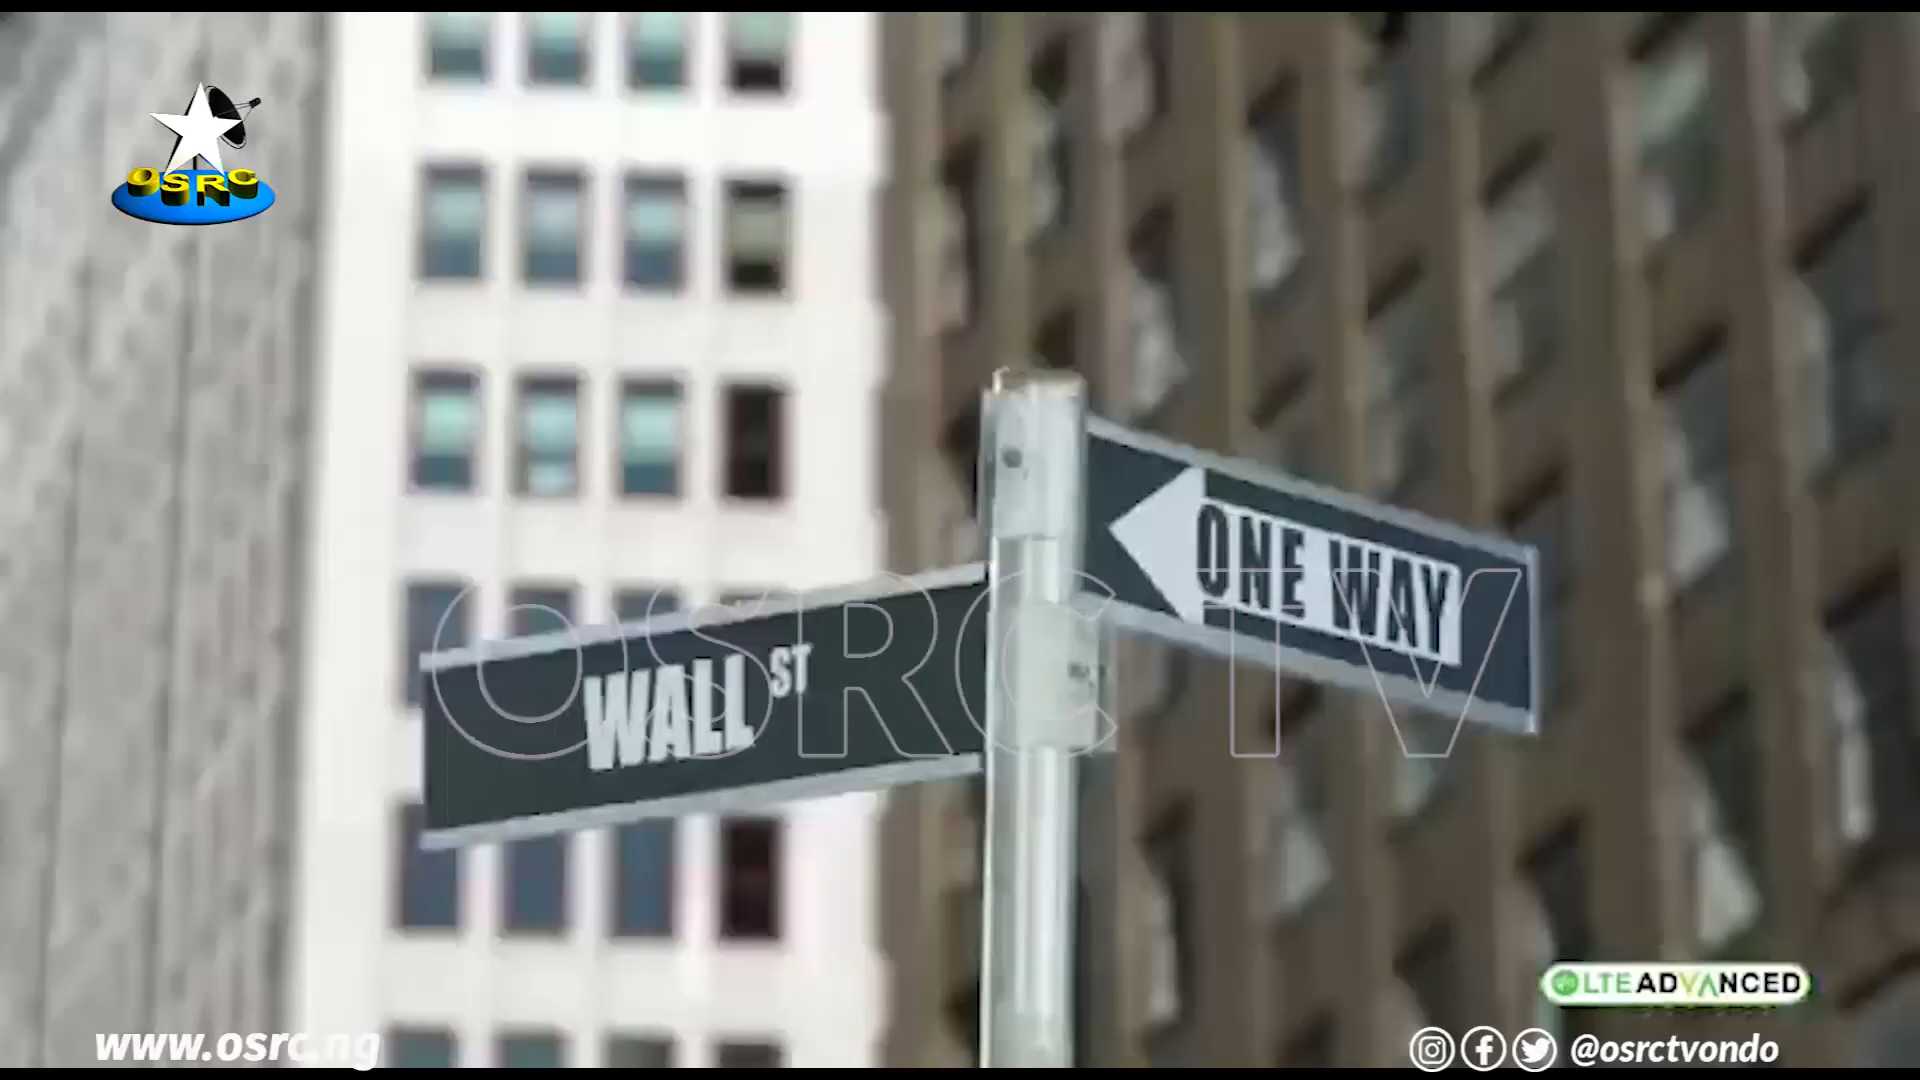 OSRC
WALL ST
ONE WAY
OSRC TV
LTE ADVANCED
www.osrc.ng
@osrctvondo